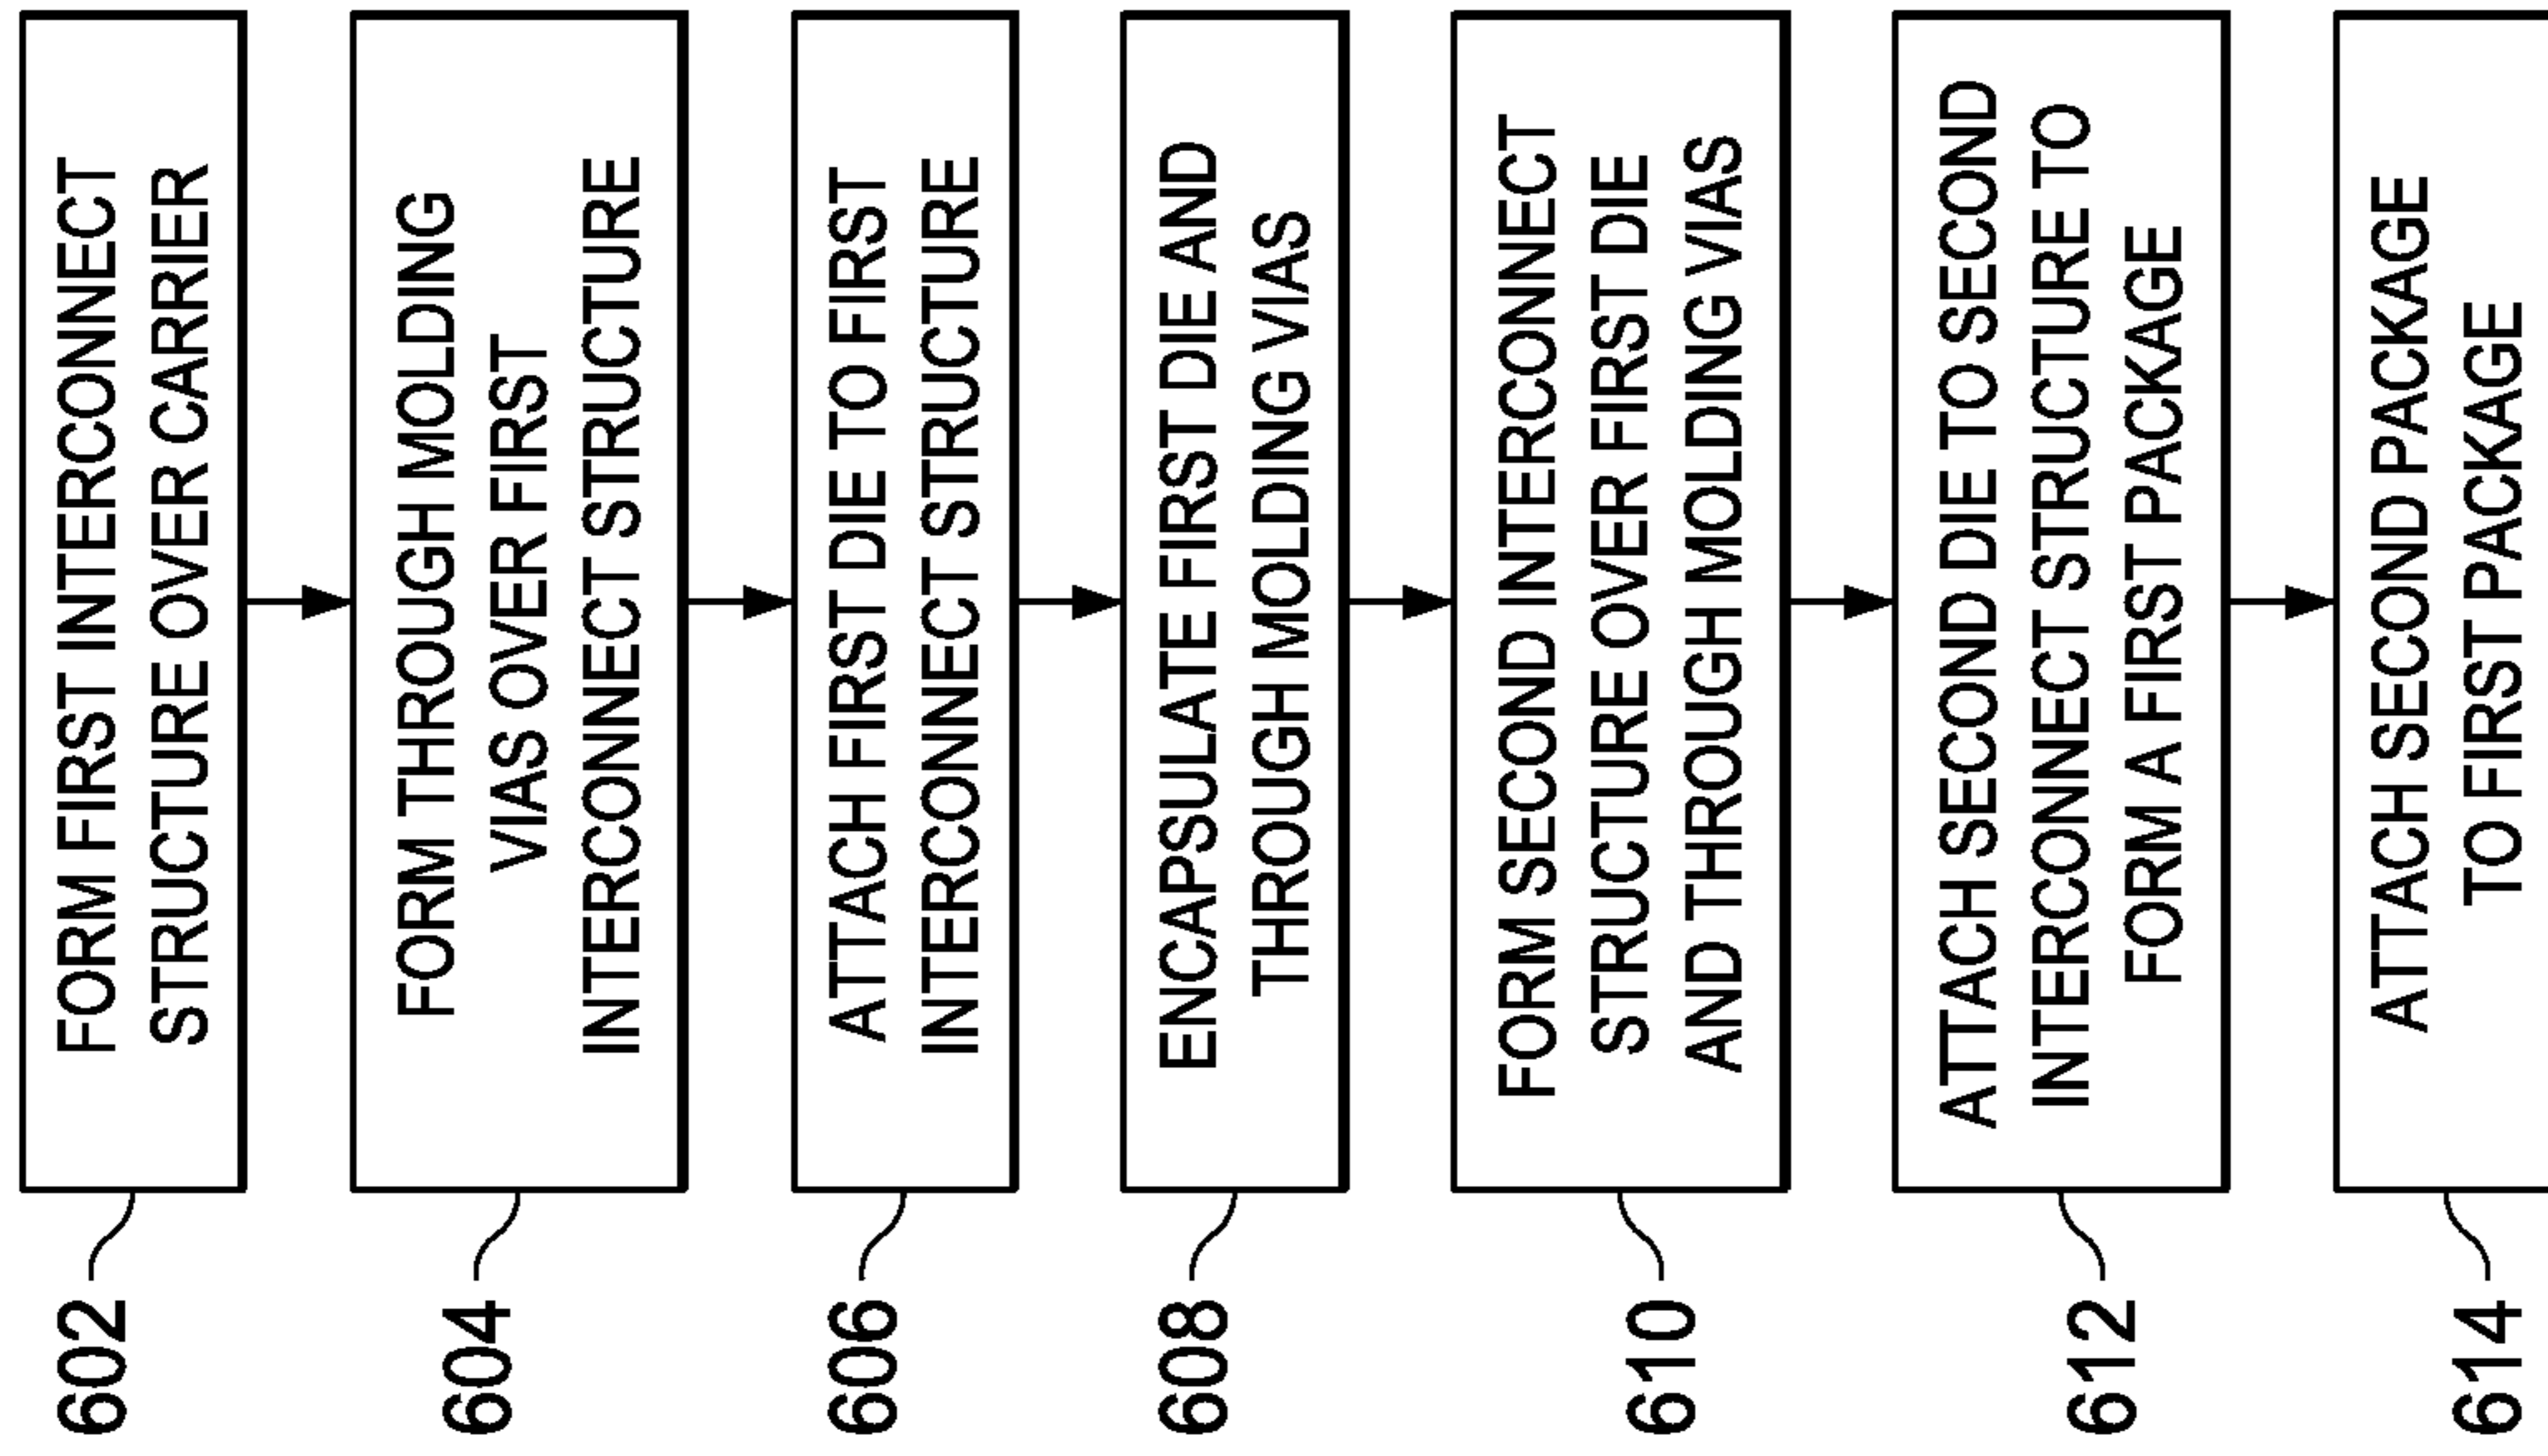 602
FORM FIRST INTERCONNECT
STRUCTURE OVER CARRIER
604
FORM THROUGH MOLDING
VIAS OVER FIRST
INTERCONNECT STRUCTURE
606
ATTACH FIRST DIE TO FIRST
INTERCONNECT STRUCTURE
608
ENCAPSULATE FIRST DIE AND
THROUGH MOLDING VIAS
610
FORM SECOND INTERCONNECT
STRUCTURE OVER FIRST DIE
AND THROUGH MOLDING VIAS
612
ATTACH SECOND DIE TO SECOND
INTERCONNECT STRUCTURE TO
FORM A FIRST PACKAGE
614
ATTACH SECOND PACKAGE
TO FIRST PACKAGE